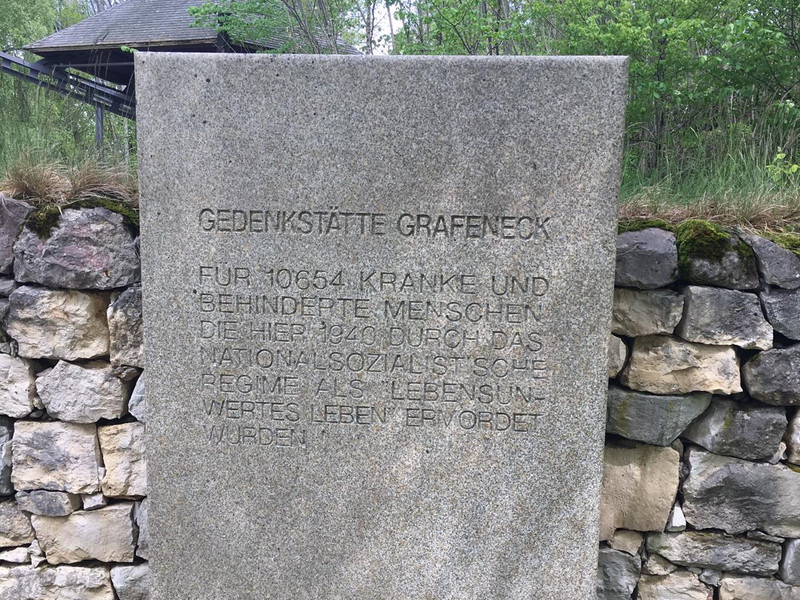 GEDENKSTÄTTE GRAFENECK
FÜR 10654 KRANKE UND
BEHINDERTE MENSCHEN
DIE HIER 1940 DURCH DAS
NATIONALSOZIALISTISCHE
REGIME ALS "LEBENSUN-
WERTES LEBEN" ERMORDET
WURDEN